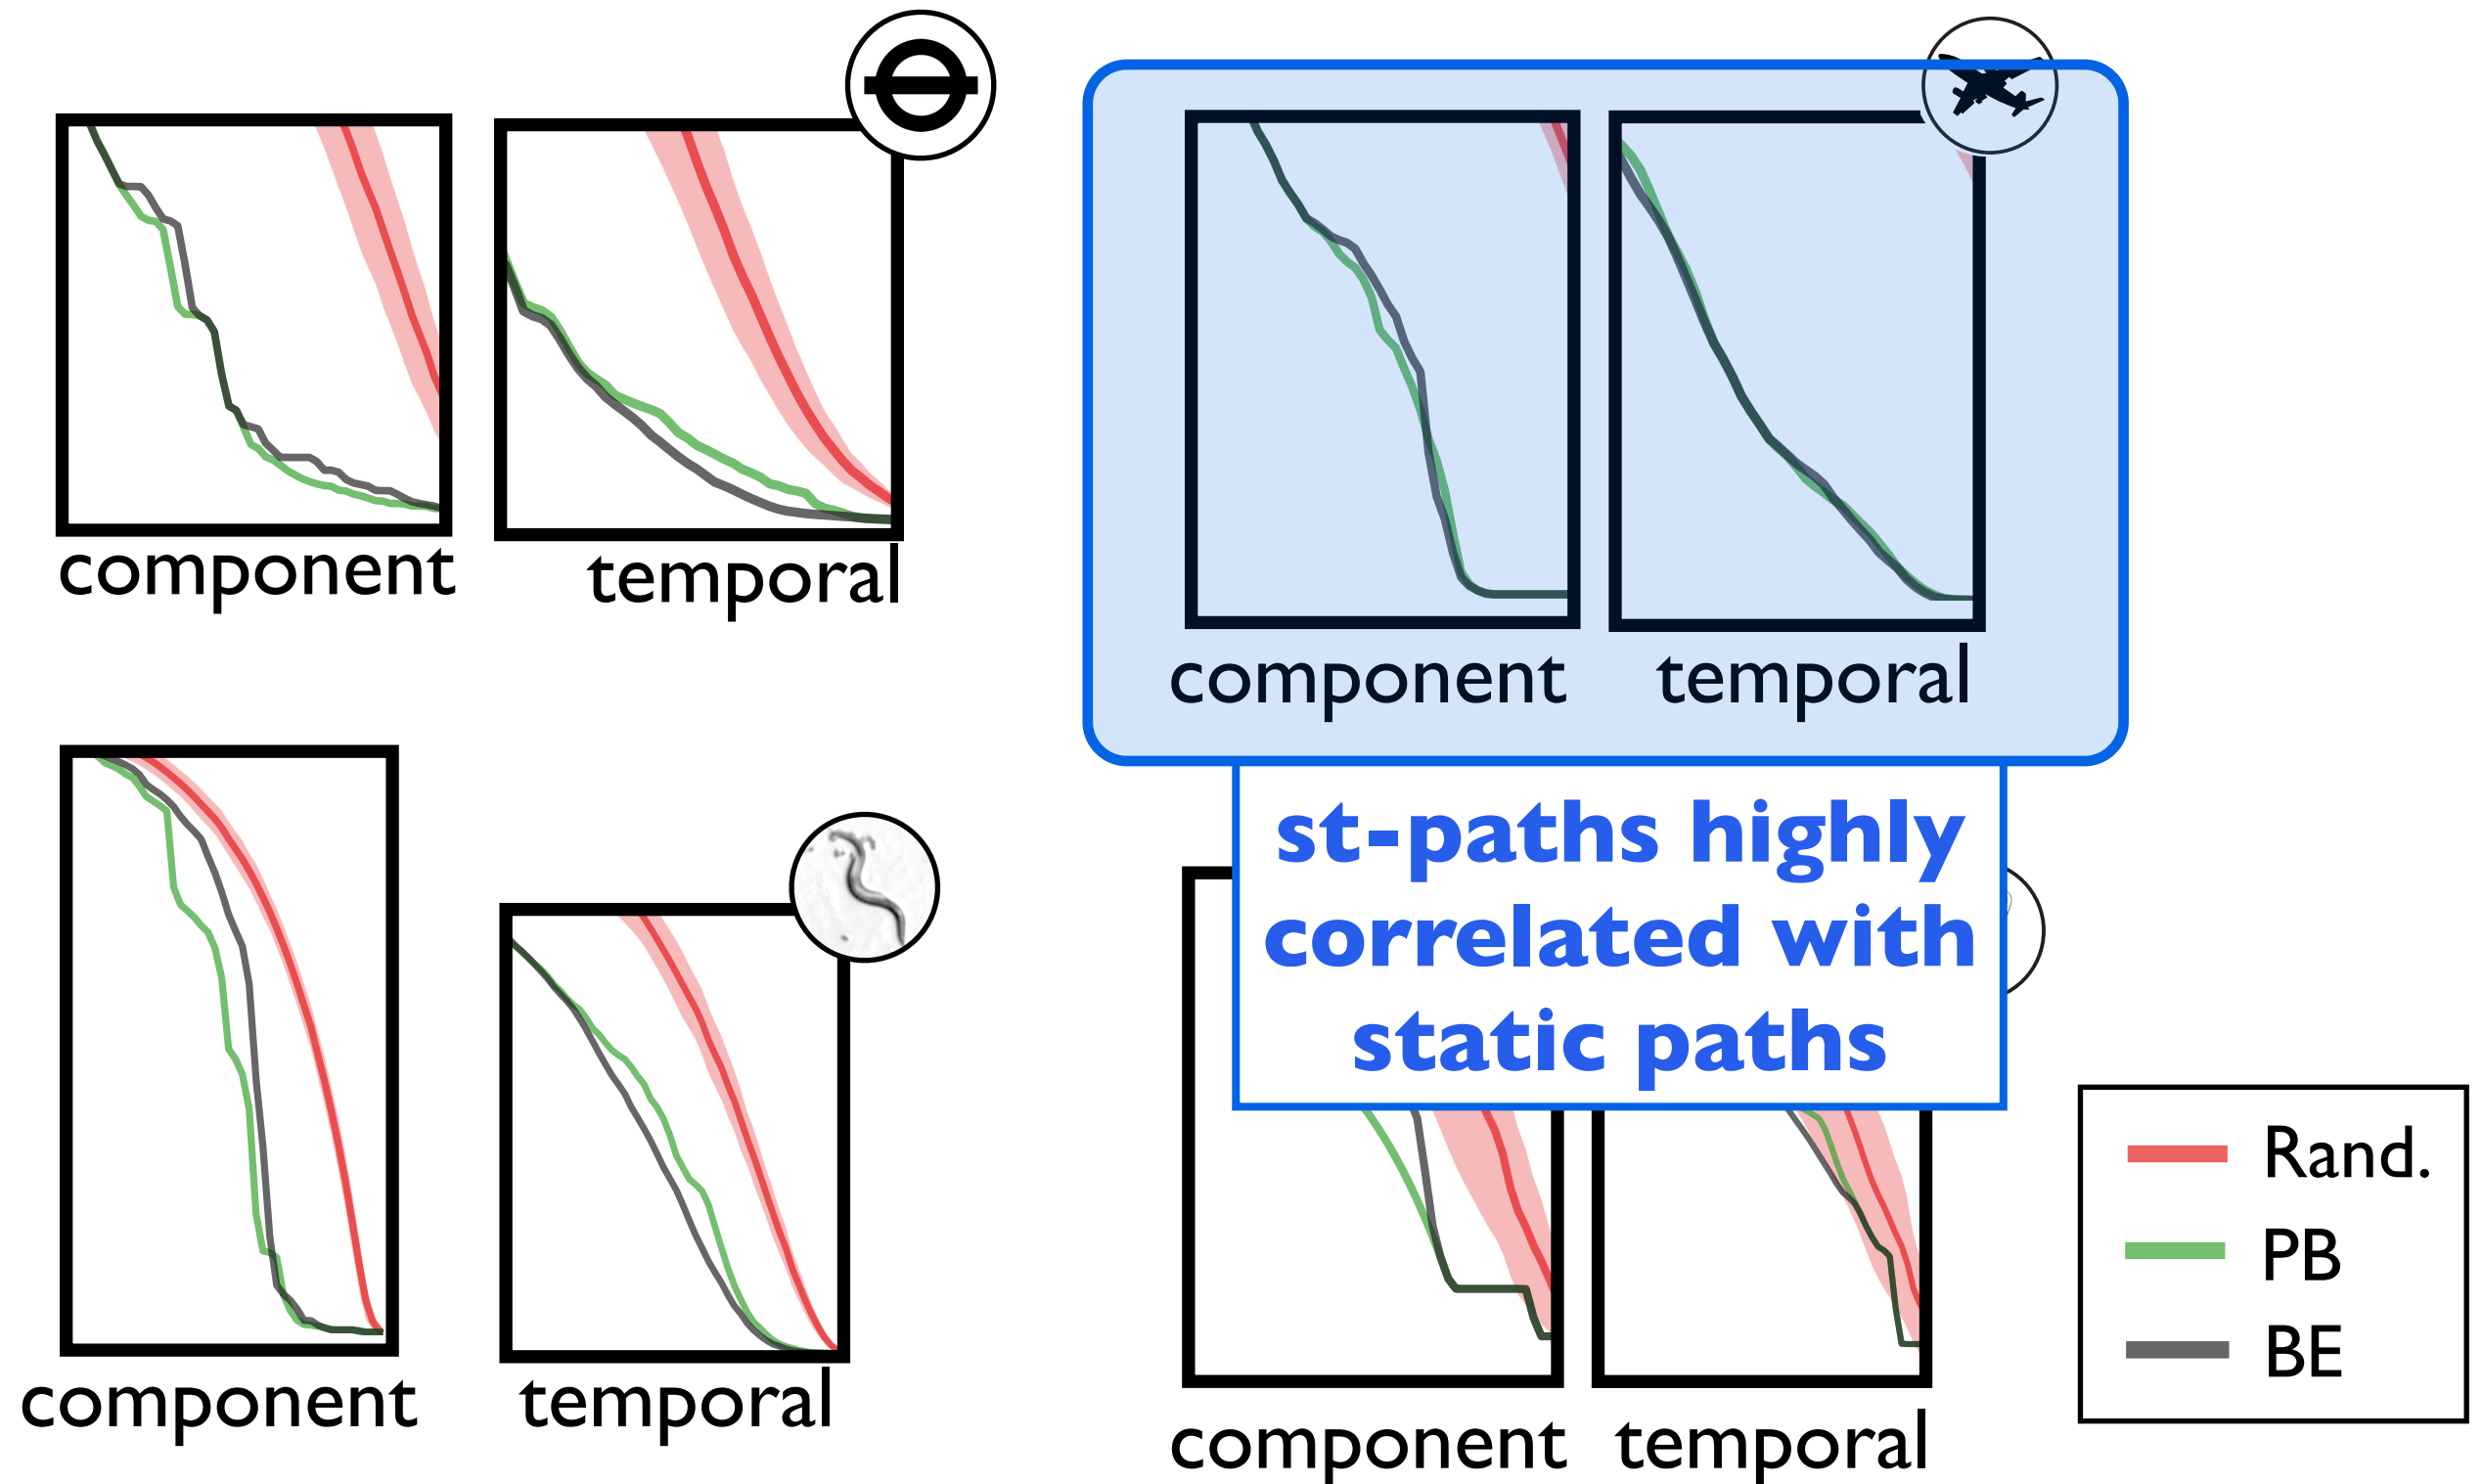 component
temporal
component
temporal
st-paths highly
correlated with
static paths
component
temporal
component
temporal
Rand.
PB
BE